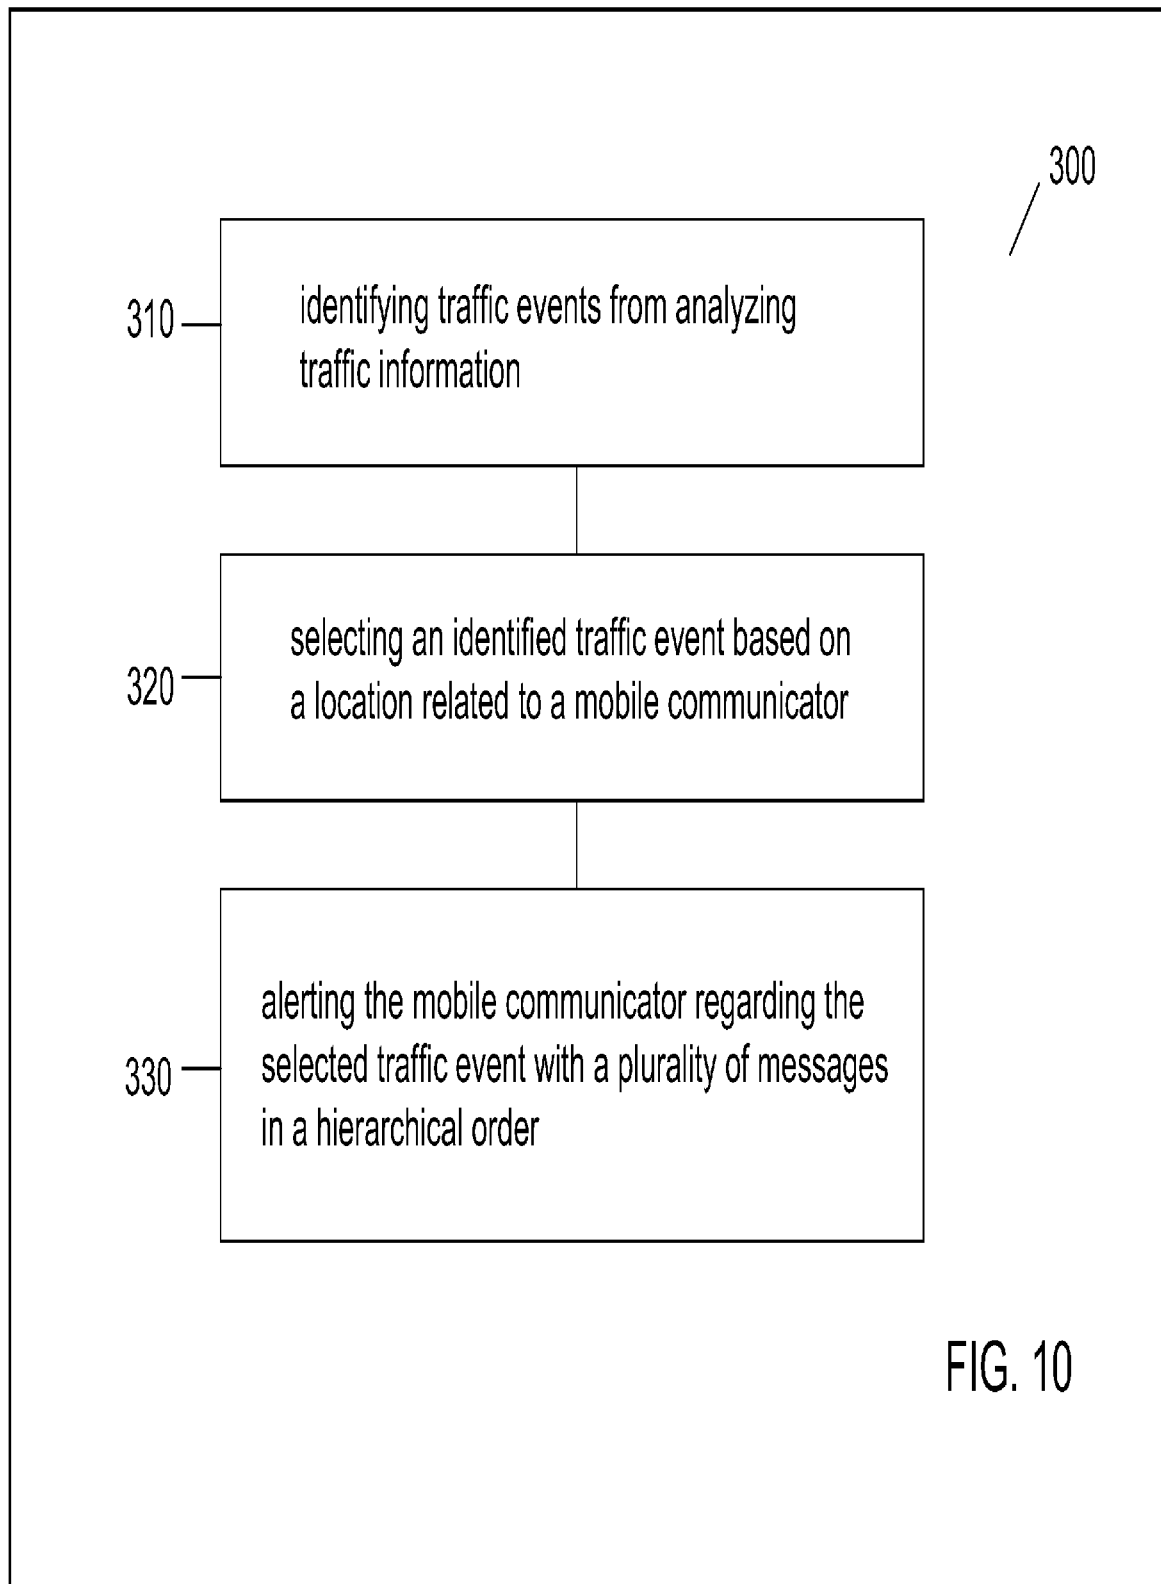 300
310
identifying traffic events from analyzing
traffic information
320
selecting an identified traffic event based on
a location related to a mobile communicator
330
alerting the mobile communicator regarding the
selected traffic event with a plurality of messages
in a hierarchical order
FIG. 10